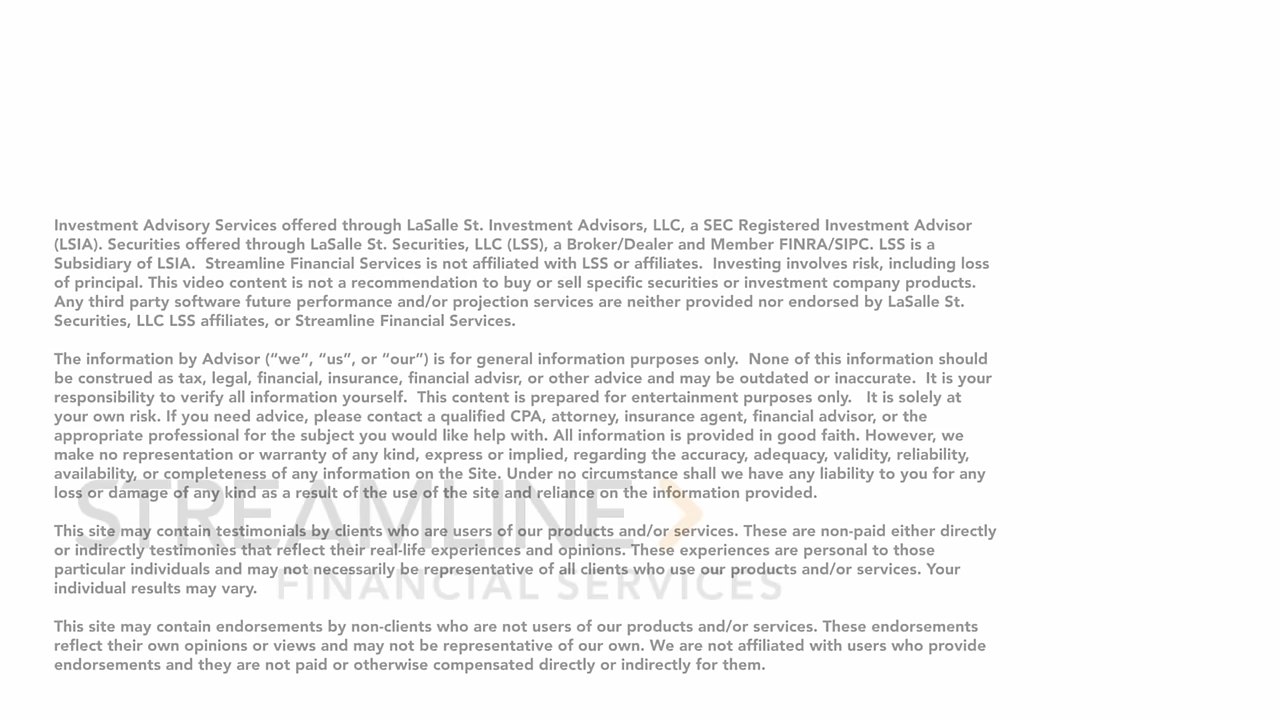 Investment Advisory Services offered through LaSalle St. Investment Advisors, LLC, a SEC Registered Investment Advisor
(LSIA). Securities offered through LaSalle St. Securities, LLC (LSS), a Broker/Dealer and Member FINRA/SIPC. LSS is a
Subsidiary of LSIA.  Streamline Financial Services is not affiliated with LSS or affiliates.  Investing involves risk, including loss
of principal. This video content is not a recommendation to buy or sell specific securities or investment company products.
Any third party software future performance and/or projection services are neither provided nor endorsed by LaSalle St.
Securities, LLC LSS affiliates, or Streamline Financial Services.
The information by Advisor (“we”, “us”, or “our”) is for general information purposes only.  None of this information should
be construed as tax, legal, financial, insurance, financial advisr, or other advice and may be outdated or inaccurate.  It is your
responsibility to verify all information yourself.  This content is prepared for entertainment purposes only.   It is solely at
your own risk. If you need advice, please contact a qualified CPA, attorney, insurance agent, financial advisor, or the
appropriate professional for the subject you would like help with. All information is provided in good faith. However, we
make no representation or warranty of any kind, express or implied, regarding the accuracy, adequacy, validity, reliability,
availability, or completeness of any information on the Site. Under no circumstance shall we have any liability to you for any
loss or damage of any kind as a result of the use of the site and reliance on the information provided.
STREAMLINE
FINANCIAL SERVICES
This site may contain testimonials by clients who are users of our products and/or services. These are non-paid either directly
or indirectly testimonies that reflect their real-life experiences and opinions. These experiences are personal to those
particular individuals and may not necessarily be representative of all clients who use our products and/or services. Your
individual results may vary.
This site may contain endorsements by non-clients who are not users of our products and/or services. These endorsements
reflect their own opinions or views and may not be representative of our own. We are not affiliated with users who provide
endorsements and they are not paid or otherwise compensated directly or indirectly for them.